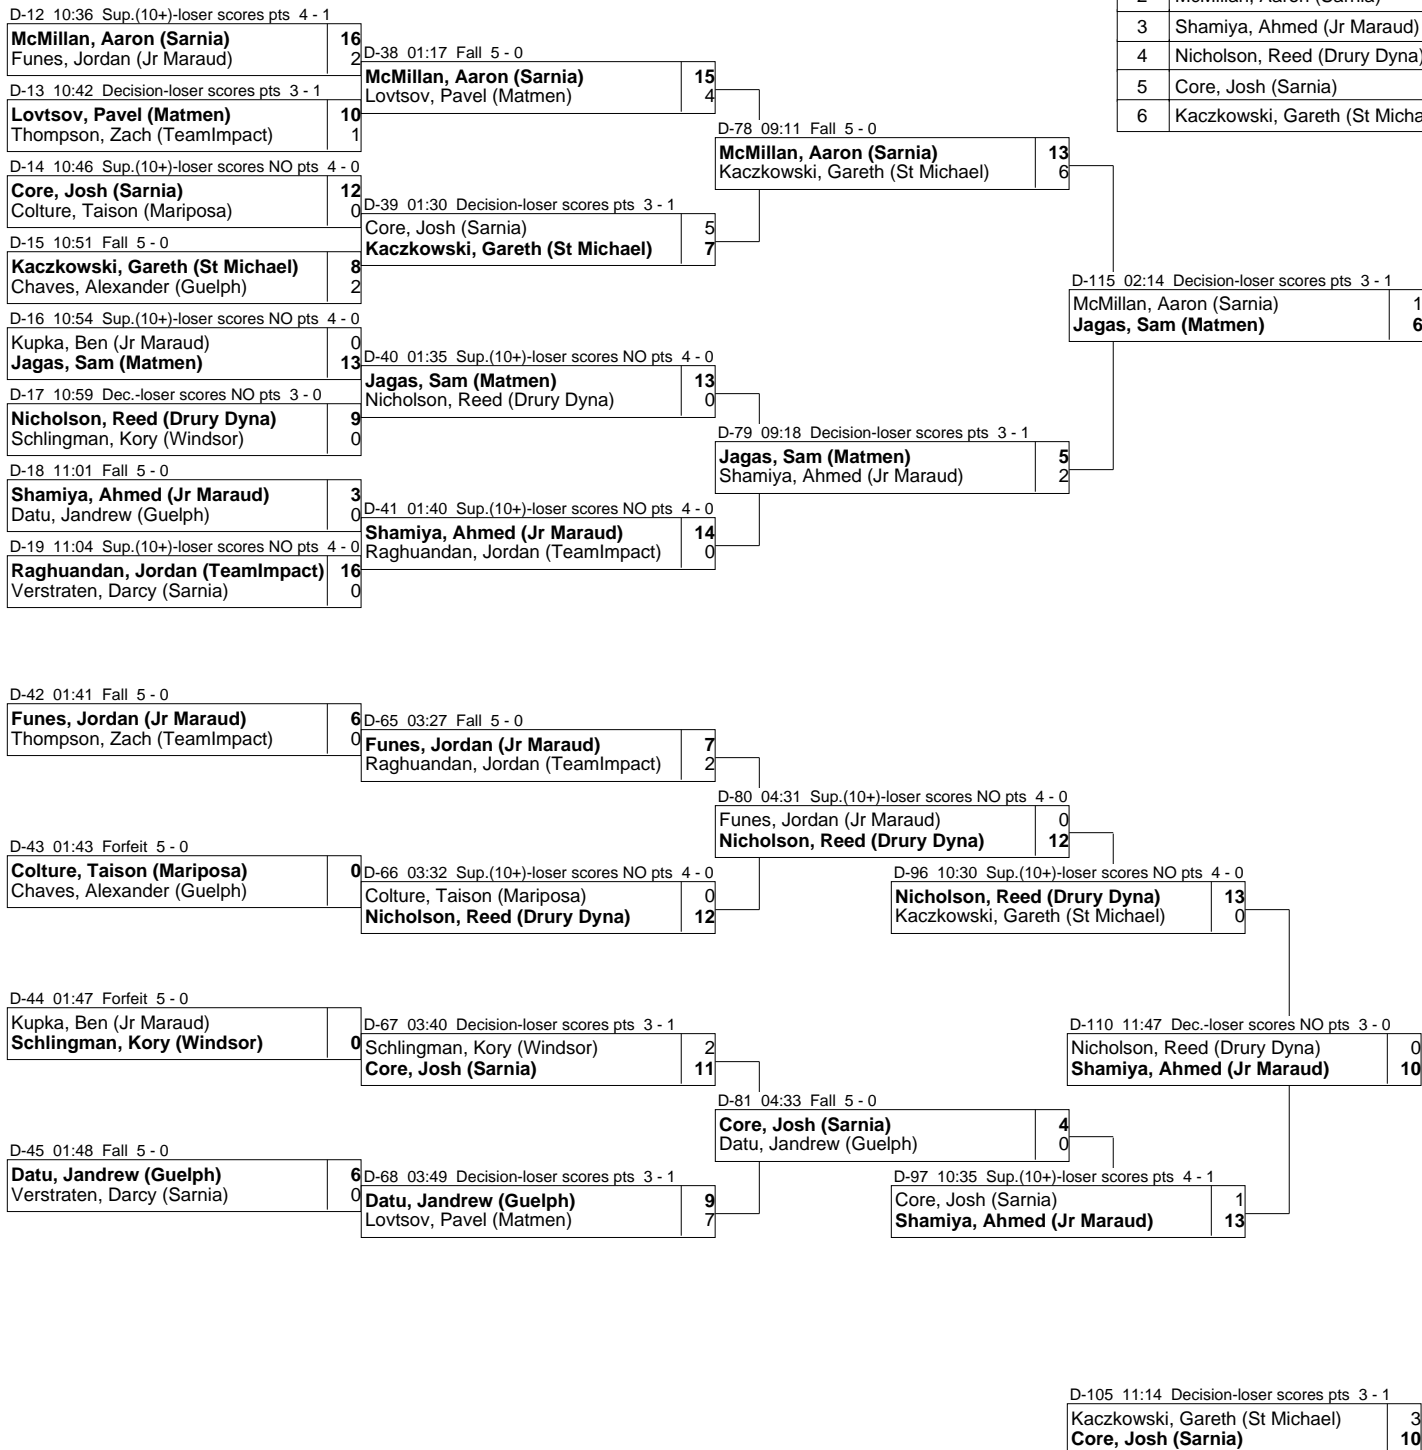 D-12 10:36 Sup.(10+)-loser scores pts 4 - 1
McMillan, Aaron (Sarnia) 16
Funes, Jordan (Jr Maraud) 2
D-13 10:42 Decision-loser scores pts 3 - 1
Lovtsov, Pavel (Matmen) 10
Thompson, Zach (TeamImpact) 1
D-14 10:46 Sup.(10+)-loser scores NO pts 4 - 0
Core, Josh (Sarnia) 12
Colture, Taison (Mariposa) 0
D-15 10:51 Fall 5 - 0
Kaczkowski, Gareth (St Michael) 8
Chaves, Alexander (Guelph) 2
D-16 10:54 Sup.(10+)-loser scores NO pts 4 - 0
Kupka, Ben (Jr Maraud) 0
Jagas, Sam (Matmen) 13
D-17 10:59 Dec.-loser scores NO pts 3 - 0
Nicholson, Reed (Drury Dyna) 9
Schlingman, Kory (Windsor) 0
D-18 11:01 Fall 5 - 0
Shamiya, Ahmed (Jr Maraud) 3
Datu, Jandrew (Guelph) 0
D-19 11:04 Sup.(10+)-loser scores NO pts 4 - 0
Raghuandan, Jordan (TeamImpact) 16
Verstraten, Darcy (Sarnia) 0
D-38 01:17 Fall 5 - 0
McMillan, Aaron (Sarnia) 15
Lovtsov, Pavel (Matmen) 4
D-39 01:30 Decision-loser scores pts 3 - 1
Core, Josh (Sarnia) 5
Kaczkowski, Gareth (St Michael) 7
D-40 01:35 Sup.(10+)-loser scores NO pts 4 - 0
Jagas, Sam (Matmen) 13
Nicholson, Reed (Drury Dyna) 0
D-41 01:40 Sup.(10+)-loser scores NO pts 4 - 0
Shamiya, Ahmed (Jr Maraud) 14
Raghuandan, Jordan (TeamImpact) 0
D-78 09:11 Fall 5 - 0
McMillan, Aaron (Sarnia) 13
Kaczkowski, Gareth (St Michael) 6
D-79 09:18 Decision-loser scores pts 3 - 1
Jagas, Sam (Matmen) 5
Shamiya, Ahmed (Jr Maraud) 2
3 Shamiya, Ahmed (Jr Maraud)
4 Nicholson, Reed (Drury Dyna)
5 Core, Josh (Sarnia)
6 Kaczkowski, Gareth (St Micha
D-115 02:14 Decision-loser scores pts 3 - 1
McMillan, Aaron (Sarnia) 1
Jagas, Sam (Matmen) 6
D-42 01:41 Fall 5 - 0
Funes, Jordan (Jr Maraud) 6
Thompson, Zach (TeamImpact) 0
D-43 01:43 Forfeit 5 - 0
Colture, Taison (Mariposa) 0
Chaves, Alexander (Guelph)
D-44 01:47 Forfeit 5 - 0
Kupka, Ben (Jr Maraud)
Schlingman, Kory (Windsor) 0
D-45 01:48 Fall 5 - 0
Datu, Jandrew (Guelph) 6
Verstraten, Darcy (Sarnia) 0
D-65 03:27 Fall 5 - 0
Funes, Jordan (Jr Maraud) 7
Raghuandan, Jordan (TeamImpact) 2
D-66 03:32 Sup.(10+)-loser scores NO pts 4 - 0
Colture, Taison (Mariposa) 0
Nicholson, Reed (Drury Dyna) 12
D-67 03:40 Decision-loser scores pts 3 - 1
Schlingman, Kory (Windsor) 2
Core, Josh (Sarnia) 11
D-68 03:49 Decision-loser scores pts 3 - 1
Datu, Jandrew (Guelph) 9
Lovtsov, Pavel (Matmen) 7
D-80 04:31 Sup.(10+)-loser scores NO pts 4 - 0
Funes, Jordan (Jr Maraud) 0
Nicholson, Reed (Drury Dyna) 12
D-81 04:33 Fall 5 - 0
Core, Josh (Sarnia) 4
Datu, Jandrew (Guelph) 0
D-96 10:30 Sup.(10+)-loser scores NO pts 4 - 0
Nicholson, Reed (Drury Dyna) 13
Kaczkowski, Gareth (St Michael) 0
D-97 10:35 Sup.(10+)-loser scores pts 4 - 1
Core, Josh (Sarnia) 1
Shamiya, Ahmed (Jr Maraud) 13
D-110 11:47 Dec.-loser scores NO pts 3 - 0
Nicholson, Reed (Drury Dyna) 0
Shamiya, Ahmed (Jr Maraud) 10
D-105 11:14 Decision-loser scores pts 3 - 1
Kaczkowski, Gareth (St Michael) 3
Core, Josh (Sarnia) 10